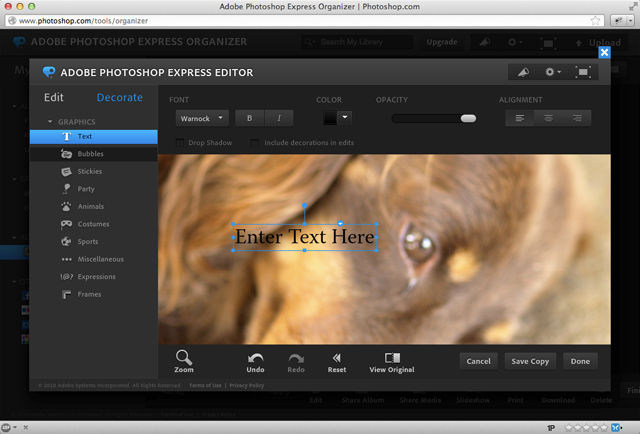 Adobe Photoshop Express Organizer | Photoshop.com
www.photoshop.com/tools/organizer
ADOBE PHOTOSHOP EXPRESS ORGANIZER
Search My Library
Upgrade
Upload
ADOBE PHOTOSHOP EXPRESS EDITOR
Edit
Decorate
FONT
COLOR
OPACITY
ALIGNMENT
Warnock
B
I
Drop Shadow
Include decorations in edits
GRAPHICS
T Text
Bubbles
Stickies
Party
Animals
Costumes
Sports
Miscellaneous
!@? Expressions
Frames
Enter Text Here
Zoom
Undo
Redo
Reset
View Original
Cancel
Save Copy
Done
© 2010 Adobe Systems Incorporated. All Rights Reserved. Terms of Use | Privacy Policy
Edit
Share Album
Share Media
Slideshow
Print
Download
Delete